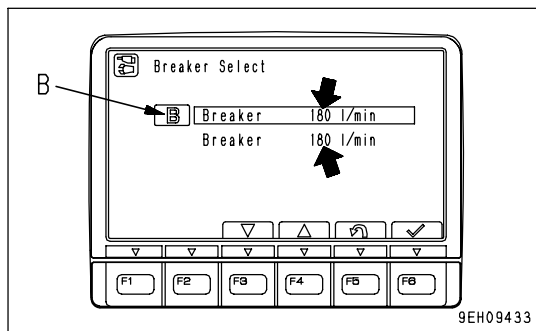 Breaker Select
B
B Breaker 180 l/min
Breaker 180 l/min
F1 F2 F3 F4 F5 F6
9EH09433